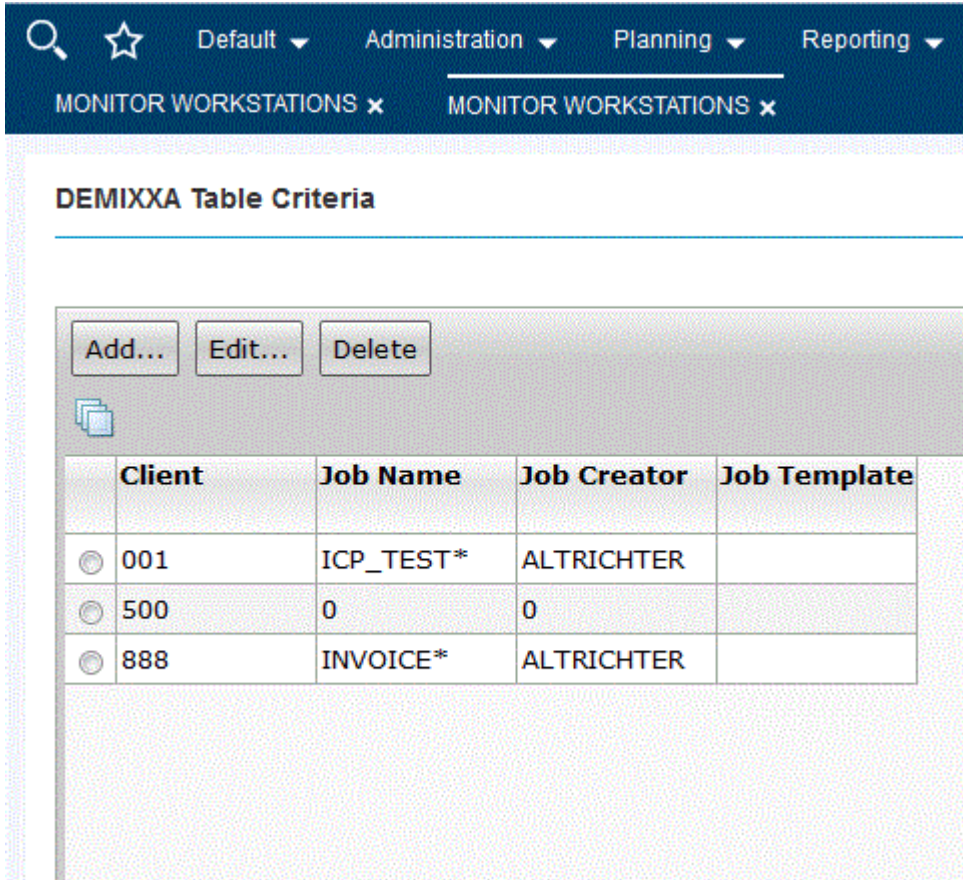 Default Administration Planning Reporting
MONITOR WORKSTATIONS x MONITOR WORKSTATIONS x
DEMIXXA Table Criteria
Add... Edit... Delete
Client Job Name Job Creator Job Template
001 ICP_TEST* ALTRICHTER
500 0 0
888 INVOICE* ALTRICHTER